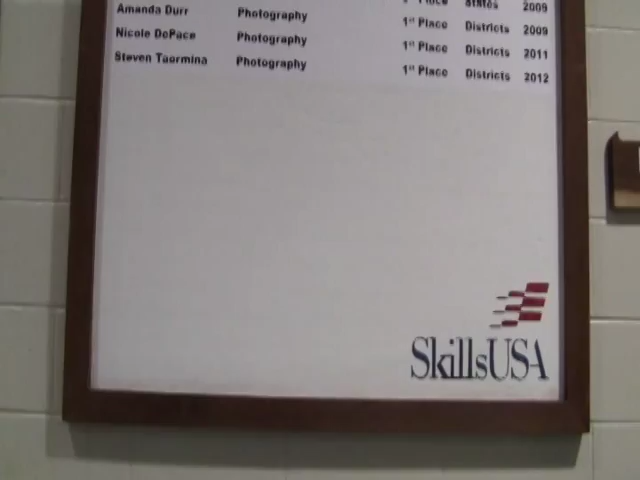 Place States 2009
Amanda Durr Photography 1st Place Districts 2009
Nicole DePace Photography 1st Place Districts 2011
Steven Taormina Photography 1st Place Districts 2012
SkillsUSA